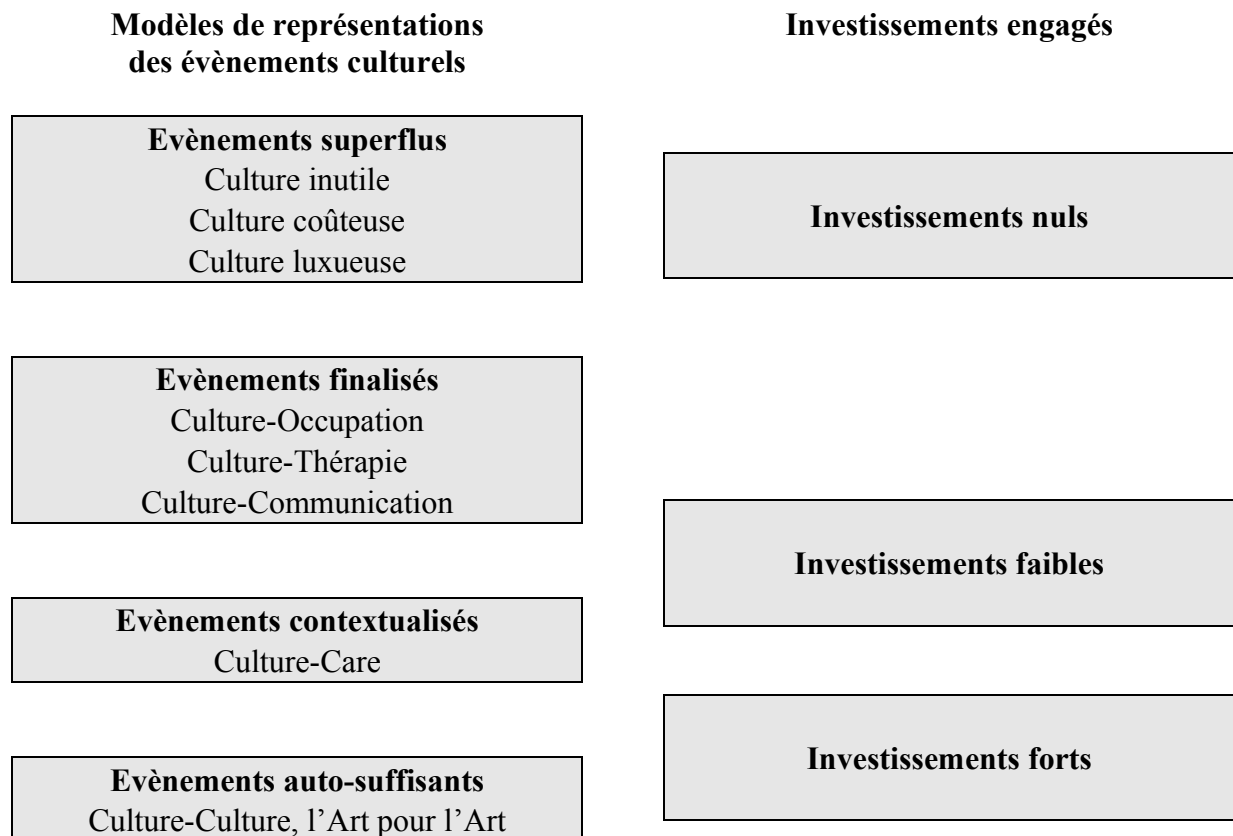 Modèles de représentations
des évènements culturels
Evènements superflus
Culture inutile
Culture coûteuse
Culture luxueuse
Evènements finalisés
Culture-Occupation
Culture-Thérapie
Culture-Communication
Evènements contextualisés
Culture-Care
Evènements auto-suffisants
Culture-Culture, l’Art pour l’Art
Investissements engagés
Investissements nuls
Investissements faibles
Investissements forts